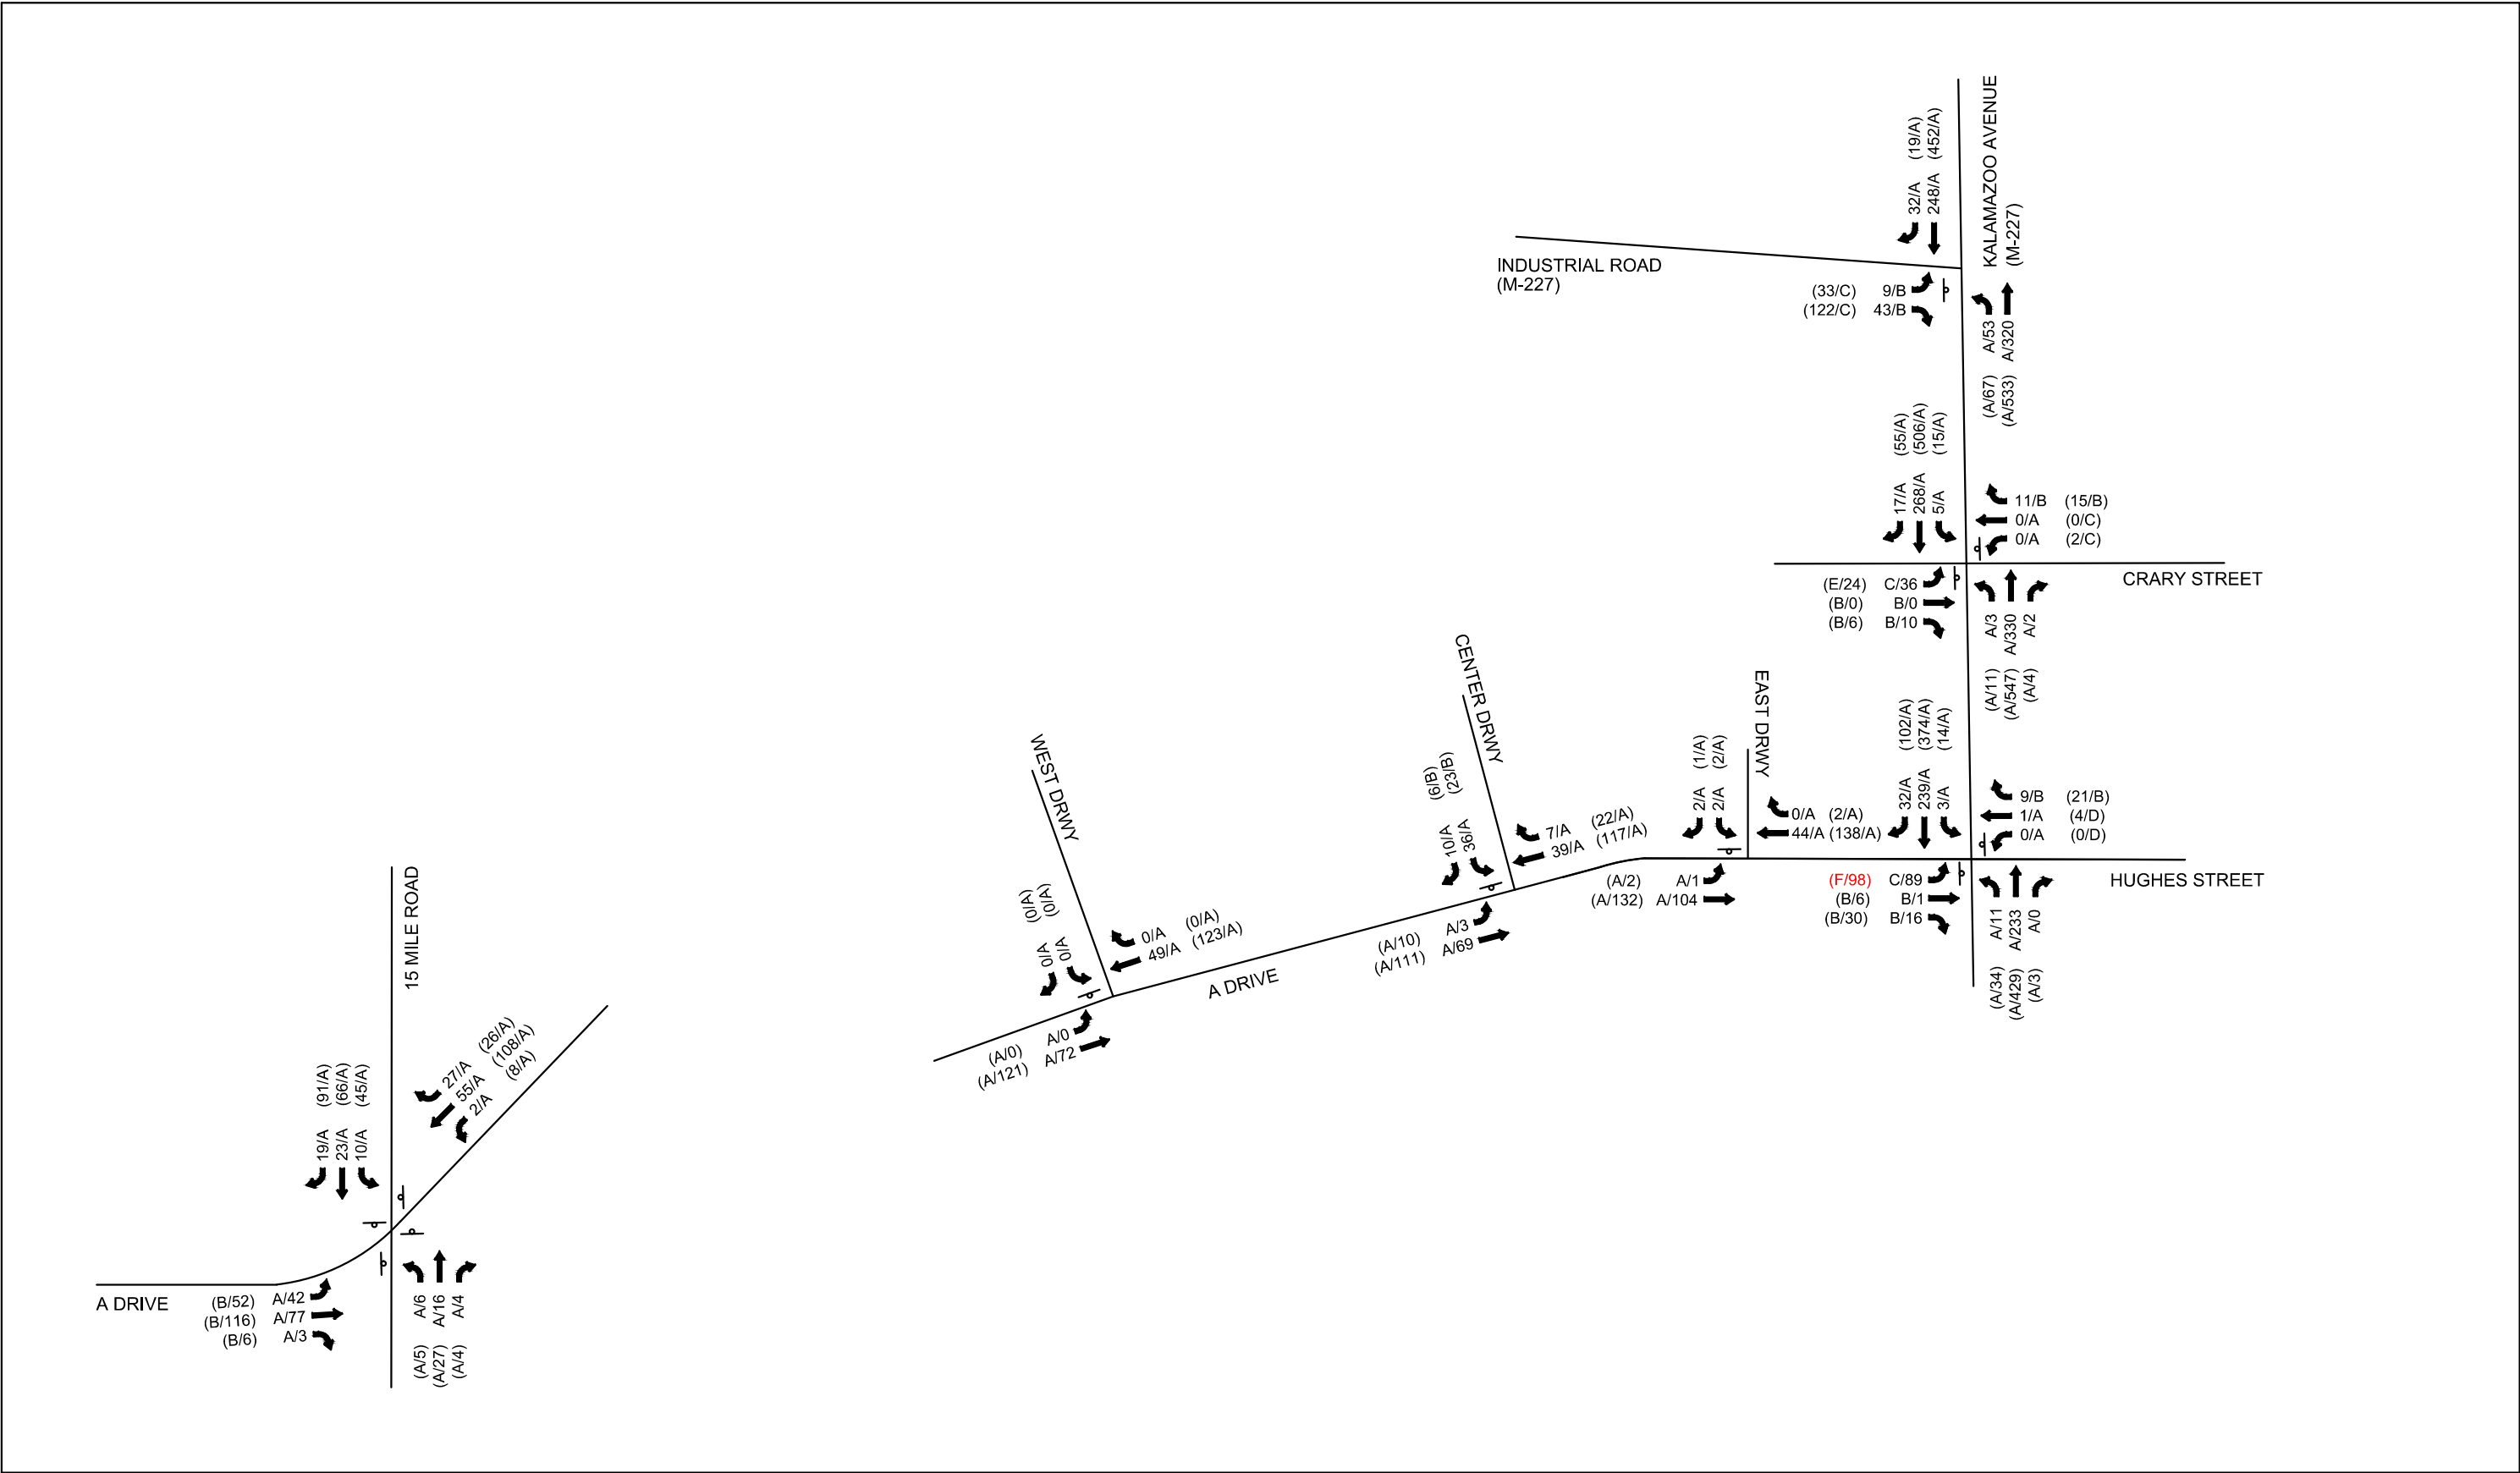 KALAMAZOO AVENUE
(M-227)
(19/A)
(452/A)
32/A
248/A
INDUSTRIAL ROAD
(M-227)
(33/C) 9/B
(122/C) 43/B
A/53
A/320
(A/67)
(A/533)
(55/A)
(506/A)
(15/A)
17/A
268/A
5/A
11/B (15/B)
0/A (0/C)
0/A (2/C)
CRARY STREET
(E/24) C/36
(B/0) B/0
(B/6) B/10
A/3
A/330
A/2
(A/11)
(A/547)
(A/4)
(102/A)
(374/A)
(14/A)
32/A
239/A
3/A
9/B (21/B)
1/A (4/D)
0/A (0/D)
HUGHES STREET
(F/98) C/89
(B/6) B/1
(B/30) B/16
A/11
A/233
A/0
(A/34)
(A/429)
(A/3)
EAST DRWY
(1/A)
(2/A)
2/A
2/A
0/A (2/A)
44/A (138/A)
(A/2) A/1
(A/132) A/104
CENTER DRWY
(6/B)
(23/B)
10/A
36/A
7/A (22/A)
39/A (117/A)
(A/10) A/3
(A/111) A/69
A DRIVE
WEST DRWY
(0/A)
(0/A)
0/A
0/A
0/A (0/A)
49/A (123/A)
(A/0) A/0
(A/121) A/72
15 MILE ROAD
(91/A)
(66/A)
(45/A)
19/A
23/A
10/A
27/A (26/A)
55/A (108/A)
2/A (8/A)
A DRIVE
(B/52) A/42
(B/116) A/77
(B/6) A/3
A/6
A/16
A/4
(A/5)
(A/27)
(A/4)